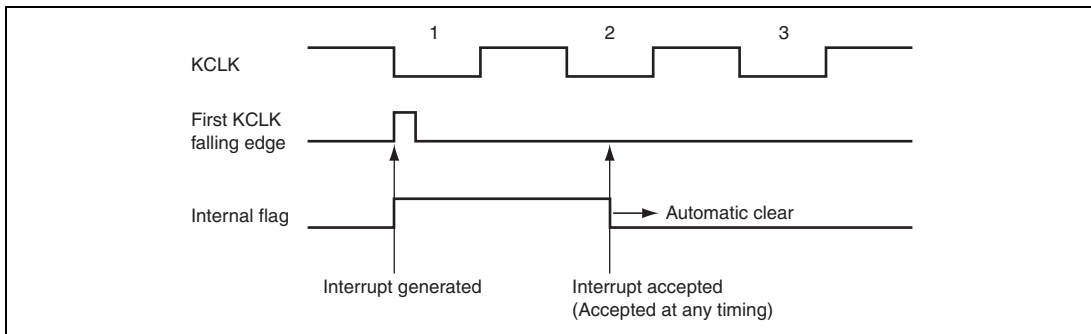 1 2 3
KCLK
First KCLK
falling edge
Internal flag
Automatic clear
Interrupt generated
Interrupt accepted
(Accepted at any timing)